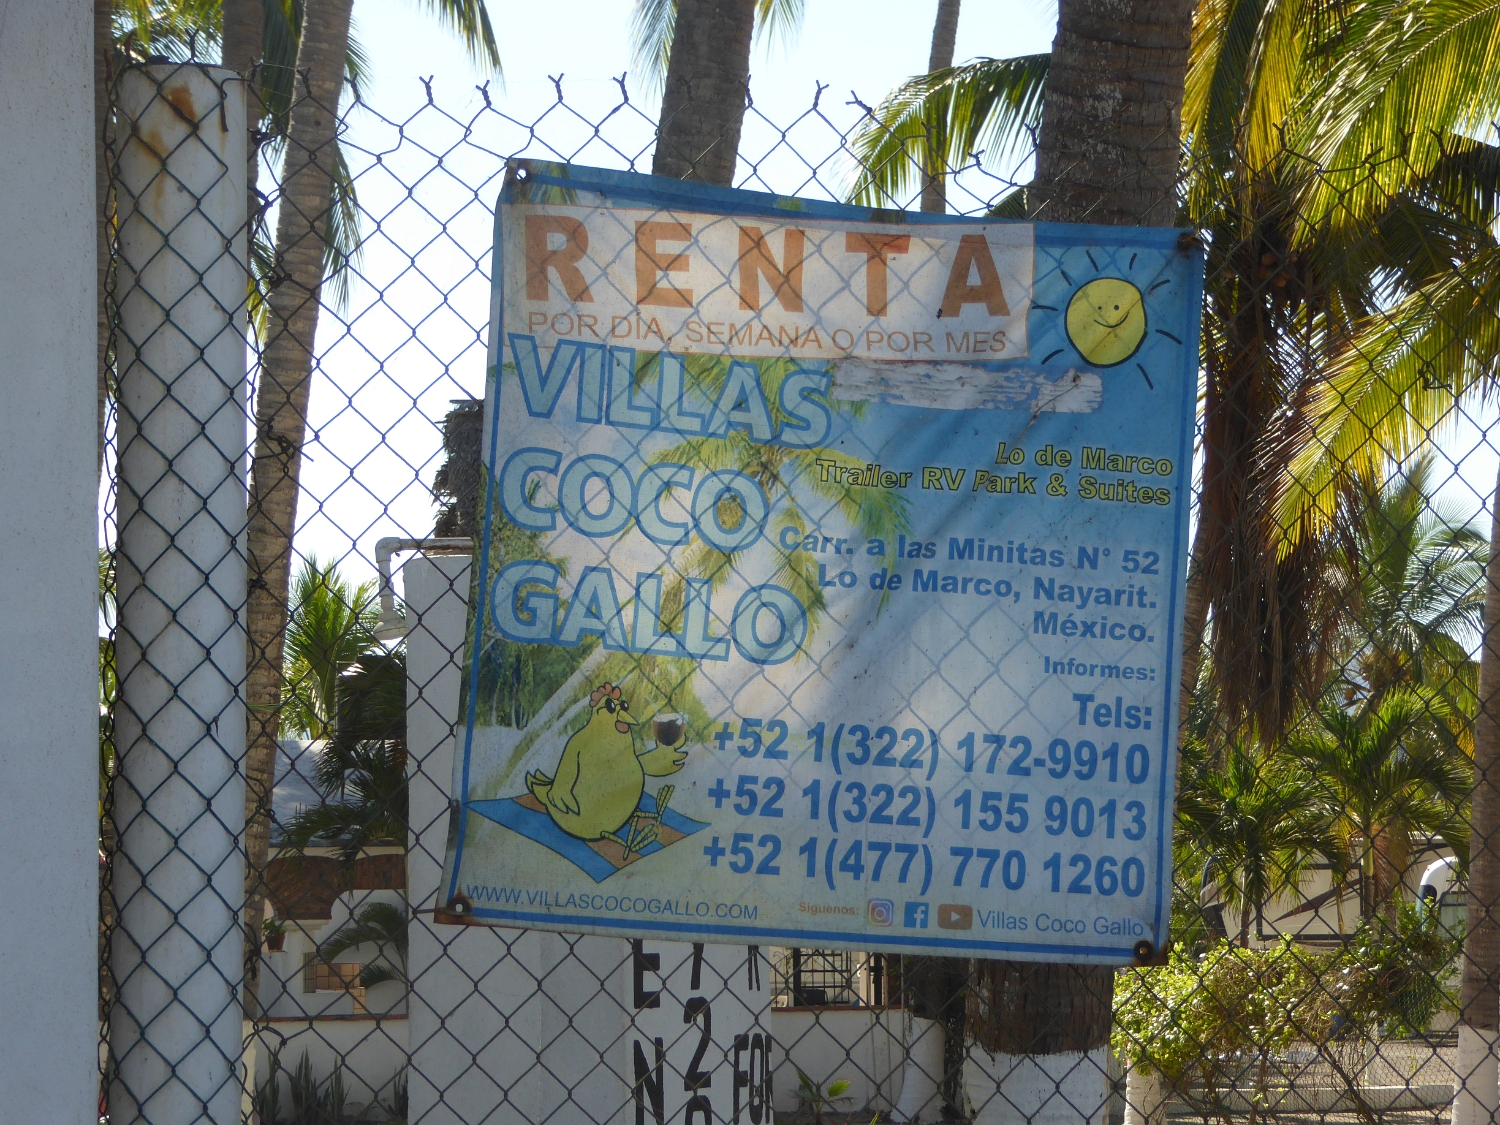 RENTA
POR DÍA, SEMANA O POR MES
VILLAS
COCO
GALLO
Lo de Marco
Trailer RV Park & Suites
carr. a las Minitas N° 52
Lo de Marco, Nayarit.
México.
Informes:
Tels:
+52 1(322) 172-9910
+52 1(322) 155 9013
+52 1(477) 770 1260
WWW.VILLASCOCOGALLO.COM
Síguenos:
Villas Coco Gallo
E
N
2
FOR